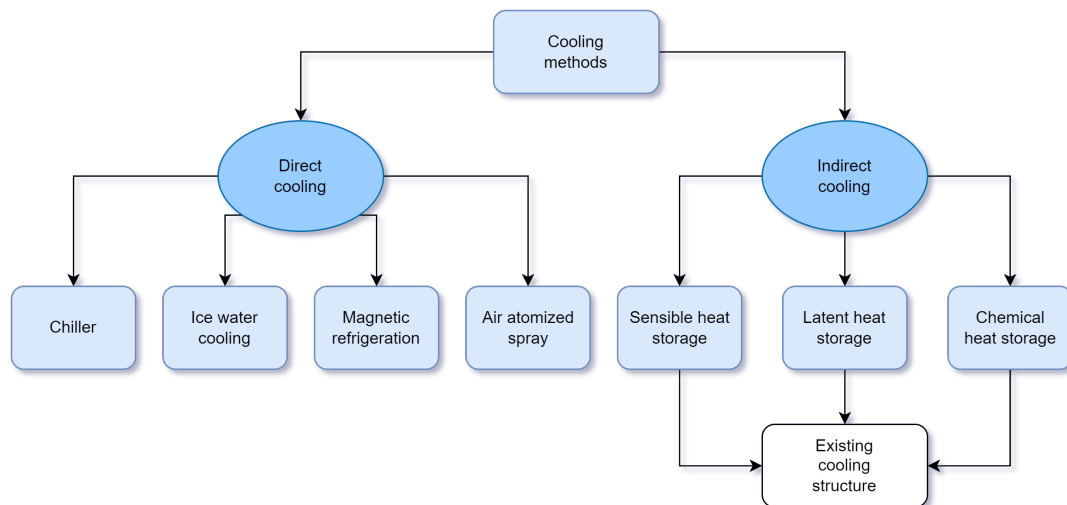 Cooling
methods
Direct
cooling
Indirect
cooling
Chiller
Ice water
cooling
Magnetic
refrigeration
Air atomized
spray
Sensible heat
storage
Latent heat
storage
Chemical
heat storage
Existing
cooling
structure